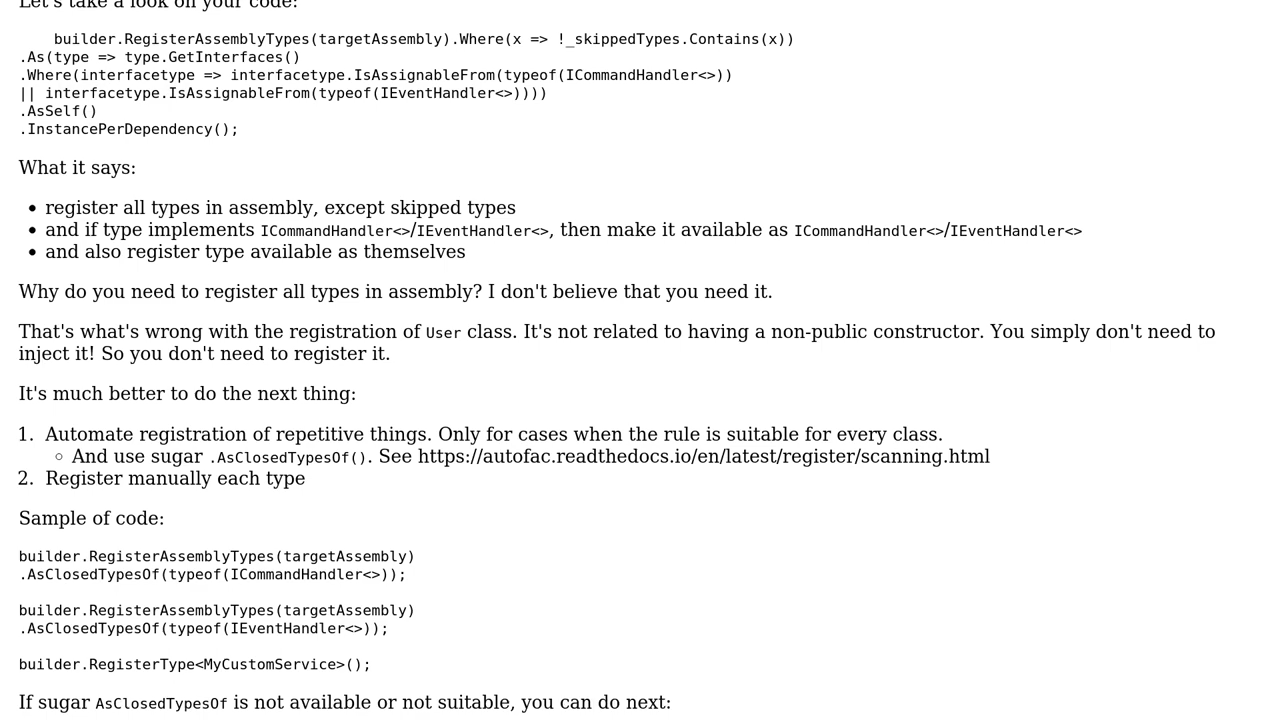 Let's take a look on your code:
builder.RegisterAssemblyTypes(targetAssembly).Where(x => !_skippedTypes.Contains(x))
.As(type => type.GetInterfaces()
.Where(interfacetype => interfacetype.IsAssignableFrom(typeof(ICommandHandler<>))
|| interfacetype.IsAssignableFrom(typeof(IEventHandler<>))))
.AsSelf()
.InstancePerDependency();
What it says:
• register all types in assembly, except skipped types
• and if type implements ICommandHandler<>/IEventHandler<>, then make it available as ICommandHandler<>/IEventHandler<>
• and also register type available as themselves
Why do you need to register all types in assembly? I don't believe that you need it.
That's what's wrong with the registration of User class. It's not related to having a non-public constructor. You simply don't need to
inject it! So you don't need to register it.
It's much better to do the next thing:
1. Automate registration of repetitive things. Only for cases when the rule is suitable for every class.
◦ And use sugar .AsClosedTypesOf(). See https://autofac.readthedocs.io/en/latest/register/scanning.html
2. Register manually each type
Sample of code:
builder.RegisterAssemblyTypes(targetAssembly)
.AsClosedTypesOf(typeof(ICommandHandler<>));
builder.RegisterAssemblyTypes(targetAssembly)
.AsClosedTypesOf(typeof(IEventHandler<>));
builder.RegisterType<MyCustomService>();
If sugar AsClosedTypesOf is not available or not suitable, you can do next: